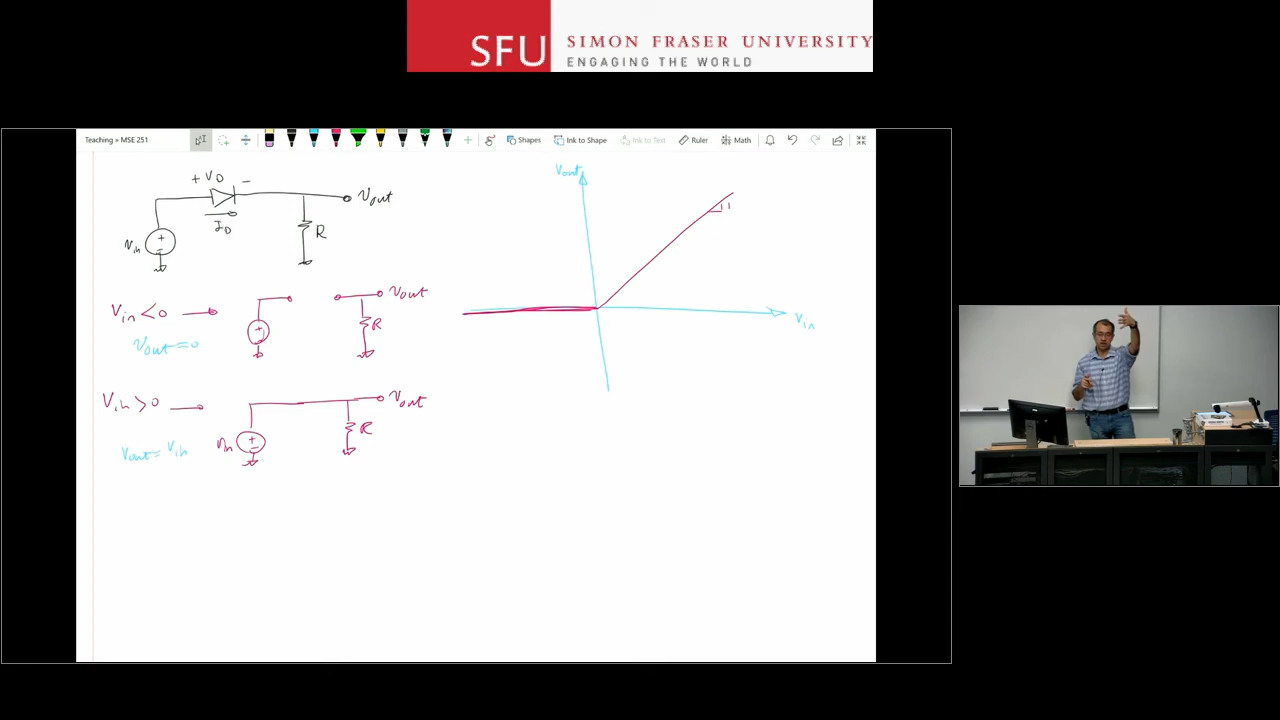 SFU SIMON FRASER UNIVERSITY
ENGAGING THE WORLD
Teaching » MSE 251
Shapes
Ink to Shape
Ink to Text
Ruler
Math
+ VD -
Vout
ID
R
Vin
+
-
Vin < 0
Vout = 0
+
-
R
Vout
Vin > 0
Vout = Vin
Vin
+
-
R
Vout
Vout
Vin